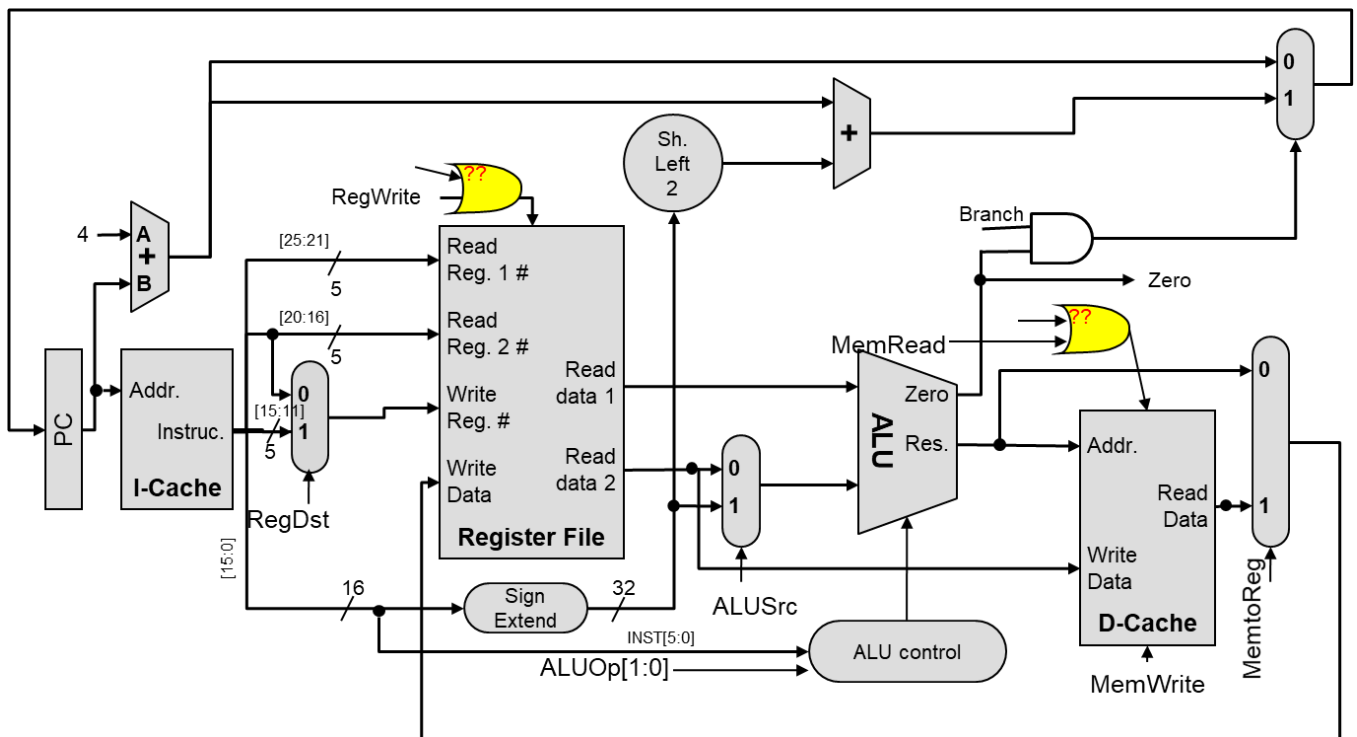 0
1
+
Sh.
Left
2
??
RegWrite
Branch
4
A
+
B
[25:21]
5
Read
Reg. 1 #
Zero
[20:16]
5
Read
Reg. 2 #
??
MemRead
PC
Addr.
Instruc.
I-Cache
[15:11]
5
0
1
RegDst
Write
Reg. #
Write
Data
Read
data 1
Read
data 2
Register File
0
1
ALUSrc
Zero
ALU
Res.
Addr.
Read
Data
Write
Data
D-Cache
MemWrite
0
1
MemtoReg
[15:0]
16
Sign
Extend
32
INST[5:0]
ALUOp[1:0]
ALU control